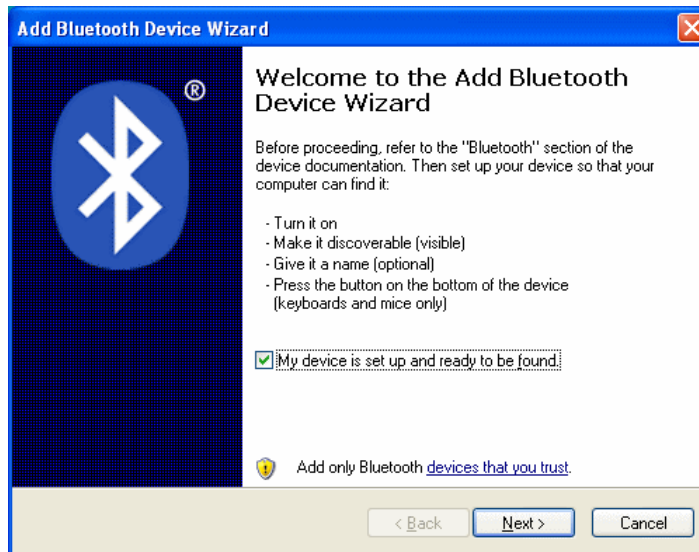 Add Bluetooth Device Wizard
®
Welcome to the Add Bluetooth
Device Wizard
Before proceeding, refer to the "Bluetooth" section of the
device documentation. Then set up your device so that your
computer can find it:
- Turn it on
- Make it discoverable (visible)
- Give it a name (optional)
- Press the button on the bottom of the device
(keyboards and mice only)
My device is set up and ready to be found.
Add only Bluetooth devices that you trust.
< Back
Next >
Cancel